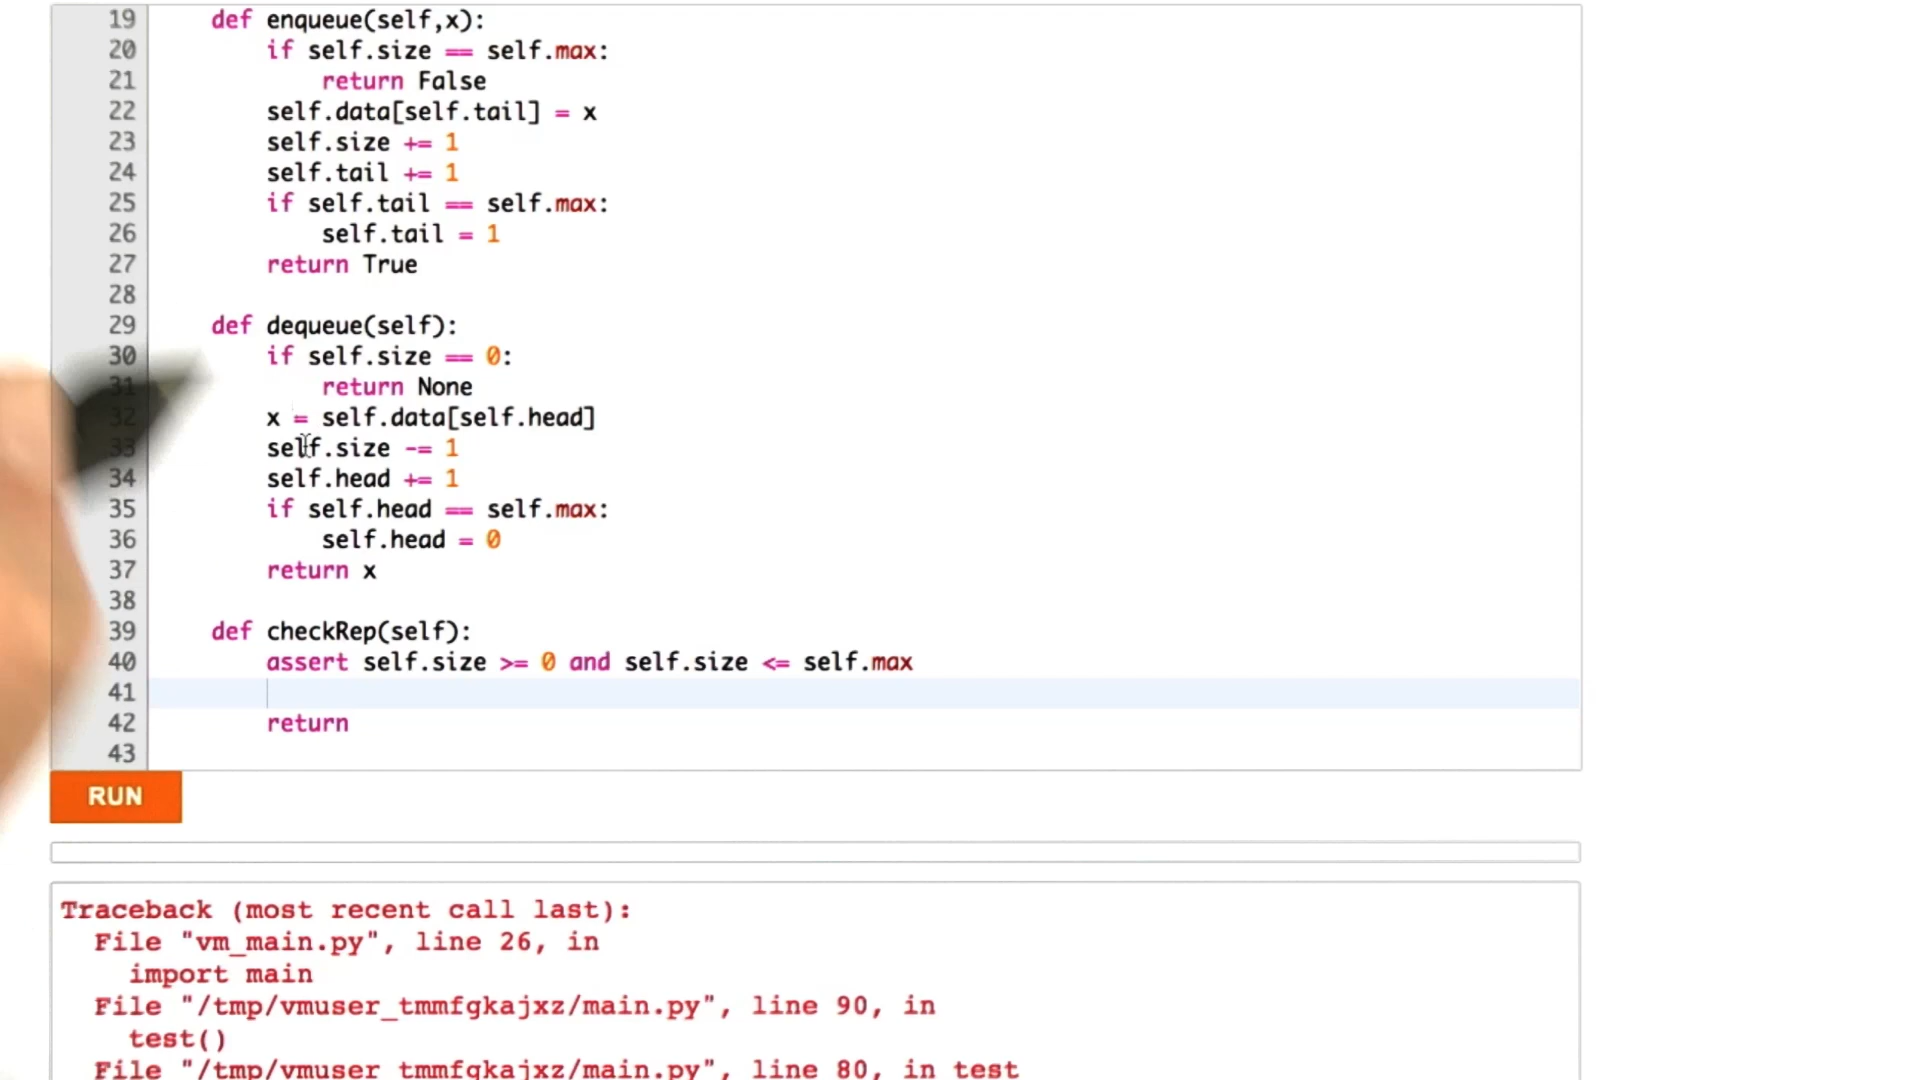 19 def enqueue(self,x):
20 if self.size == self.max:
21 return False
22 self.data[self.tail] = x
23 self.size += 1
24 self.tail += 1
25 if self.tail == self.max:
26 self.tail = 1
27 return True
28
29 def dequeue(self):
30 if self.size == 0:
31 return None
32 x = self.data[self.head]
33 self.size -= 1
34 self.head += 1
35 if self.head == self.max:
36 self.head = 0
37 return x
38
39 def checkRep(self):
40 assert self.size >= 0 and self.size <= self.max
41
42 return
43
RUN
Traceback (most recent call last):
File "vm_main.py", line 26, in
import main
File "/tmp/vmuser_tmmfgkajxz/main.py", line 90, in
test()
File "/tmp/vmuser_tmmfgkajxz/main.py", line 80, in test